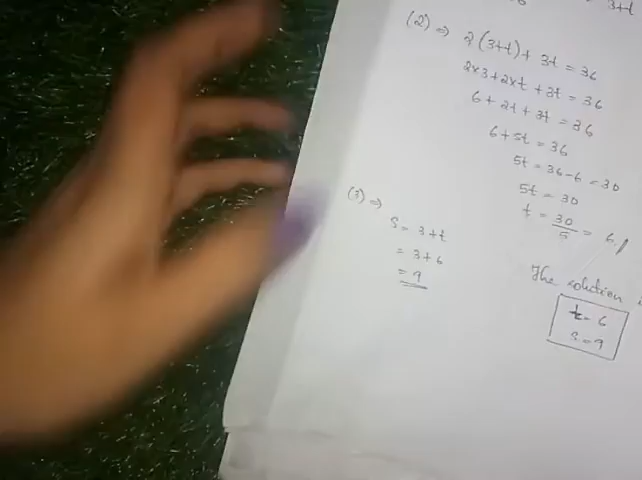 3+t
(2) ⇒ 2(3+t) + 3t = 36
2×3+2×t + 3t = 36
6 + 2t + 3t = 36
6 + 5t = 36
5t = 36-6 = 30
5t = 30
t = 30/5 = 6//
(3) ⇒
s = 3+t
= 3+6
= 9
The solution
t = 6
s = 9